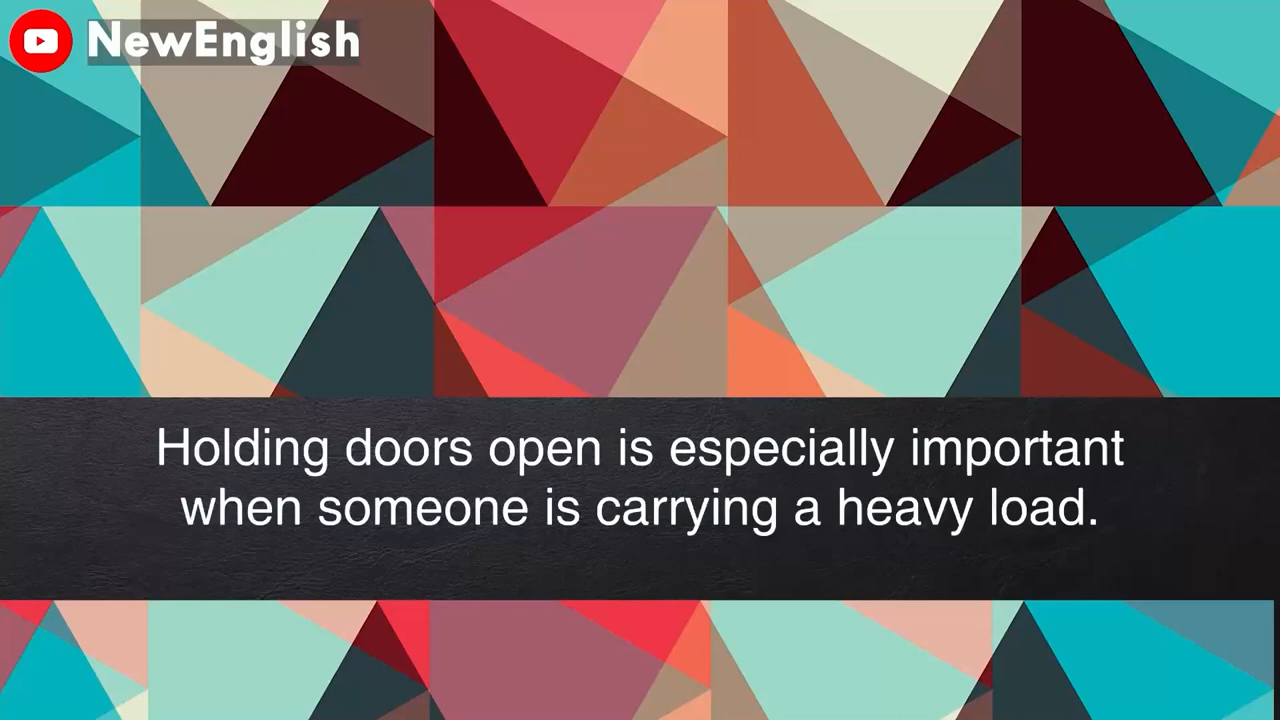 NewEnglish
Holding doors open is especially important
when someone is carrying a heavy load.